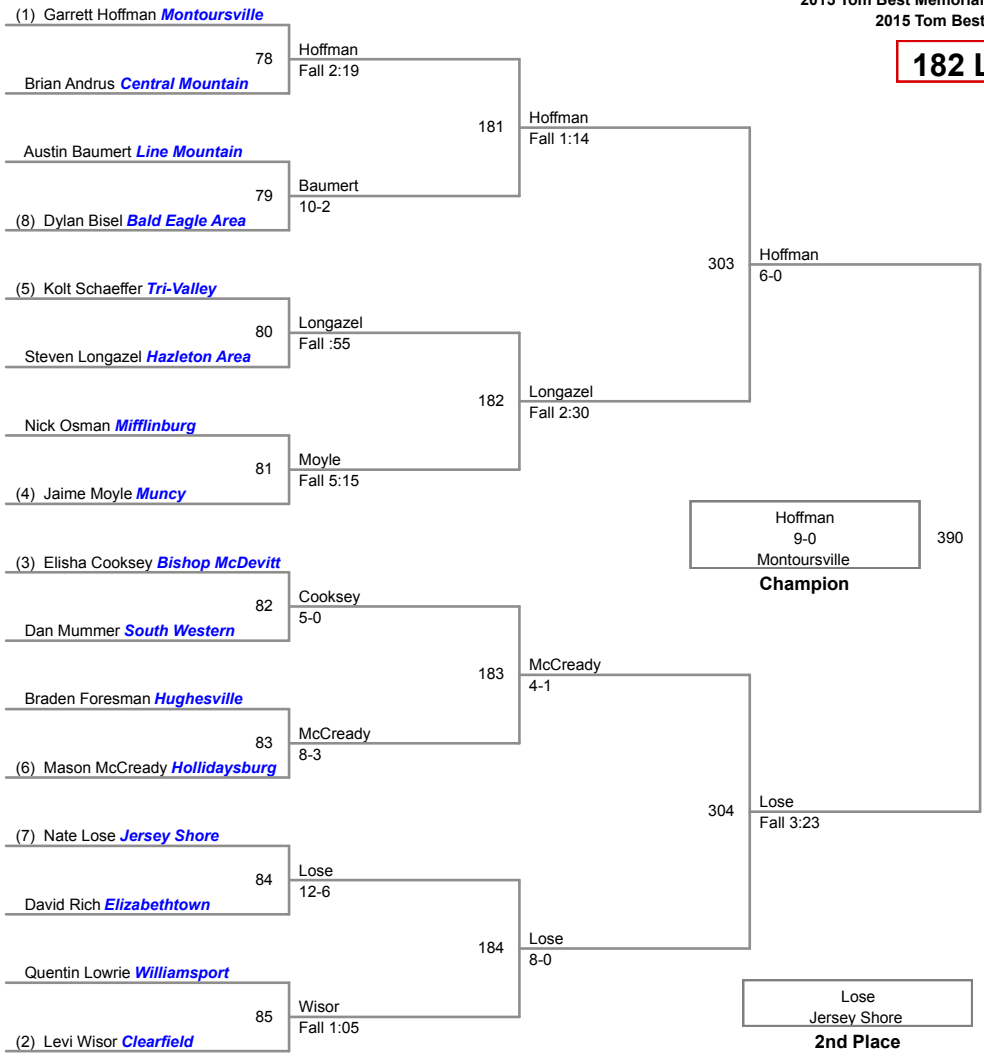 2015 Tom Best Memorial
2015 Tom Best
182 L
(1) Garrett Hoffman Montoursville
78
Hoffman
Fall 2:19
Brian Andrus Central Mountain
181
Hoffman
Fall 1:14
Austin Baumert Line Mountain
79
Baumert
10-2
(8) Dylan Bisel Bald Eagle Area
303
Hoffman
6-0
(5) Kolt Schaeffer Tri-Valley
80
Longazel
Fall :55
Steven Longazel Hazleton Area
182
Longazel
Fall 2:30
Nick Osman Mifflinburg
81
Moyle
Fall 5:15
(4) Jaime Moyle Muncy
Hoffman
9-0
Montoursville
Champion
390
(3) Elisha Cooksey Bishop McDevitt
82
Cooksey
5-0
Dan Mummer South Western
183
McCready
4-1
Braden Foresman Hughesville
83
McCready
8-3
(6) Mason McCready Hollidaysburg
304
Lose
Fall 3:23
(7) Nate Lose Jersey Shore
84
Lose
12-6
David Rich Elizabethtown
184
Lose
8-0
Quentin Lowrie Williamsport
85
Wisor
Fall 1:05
(2) Levi Wisor Clearfield
Lose
Jersey Shore
2nd Place